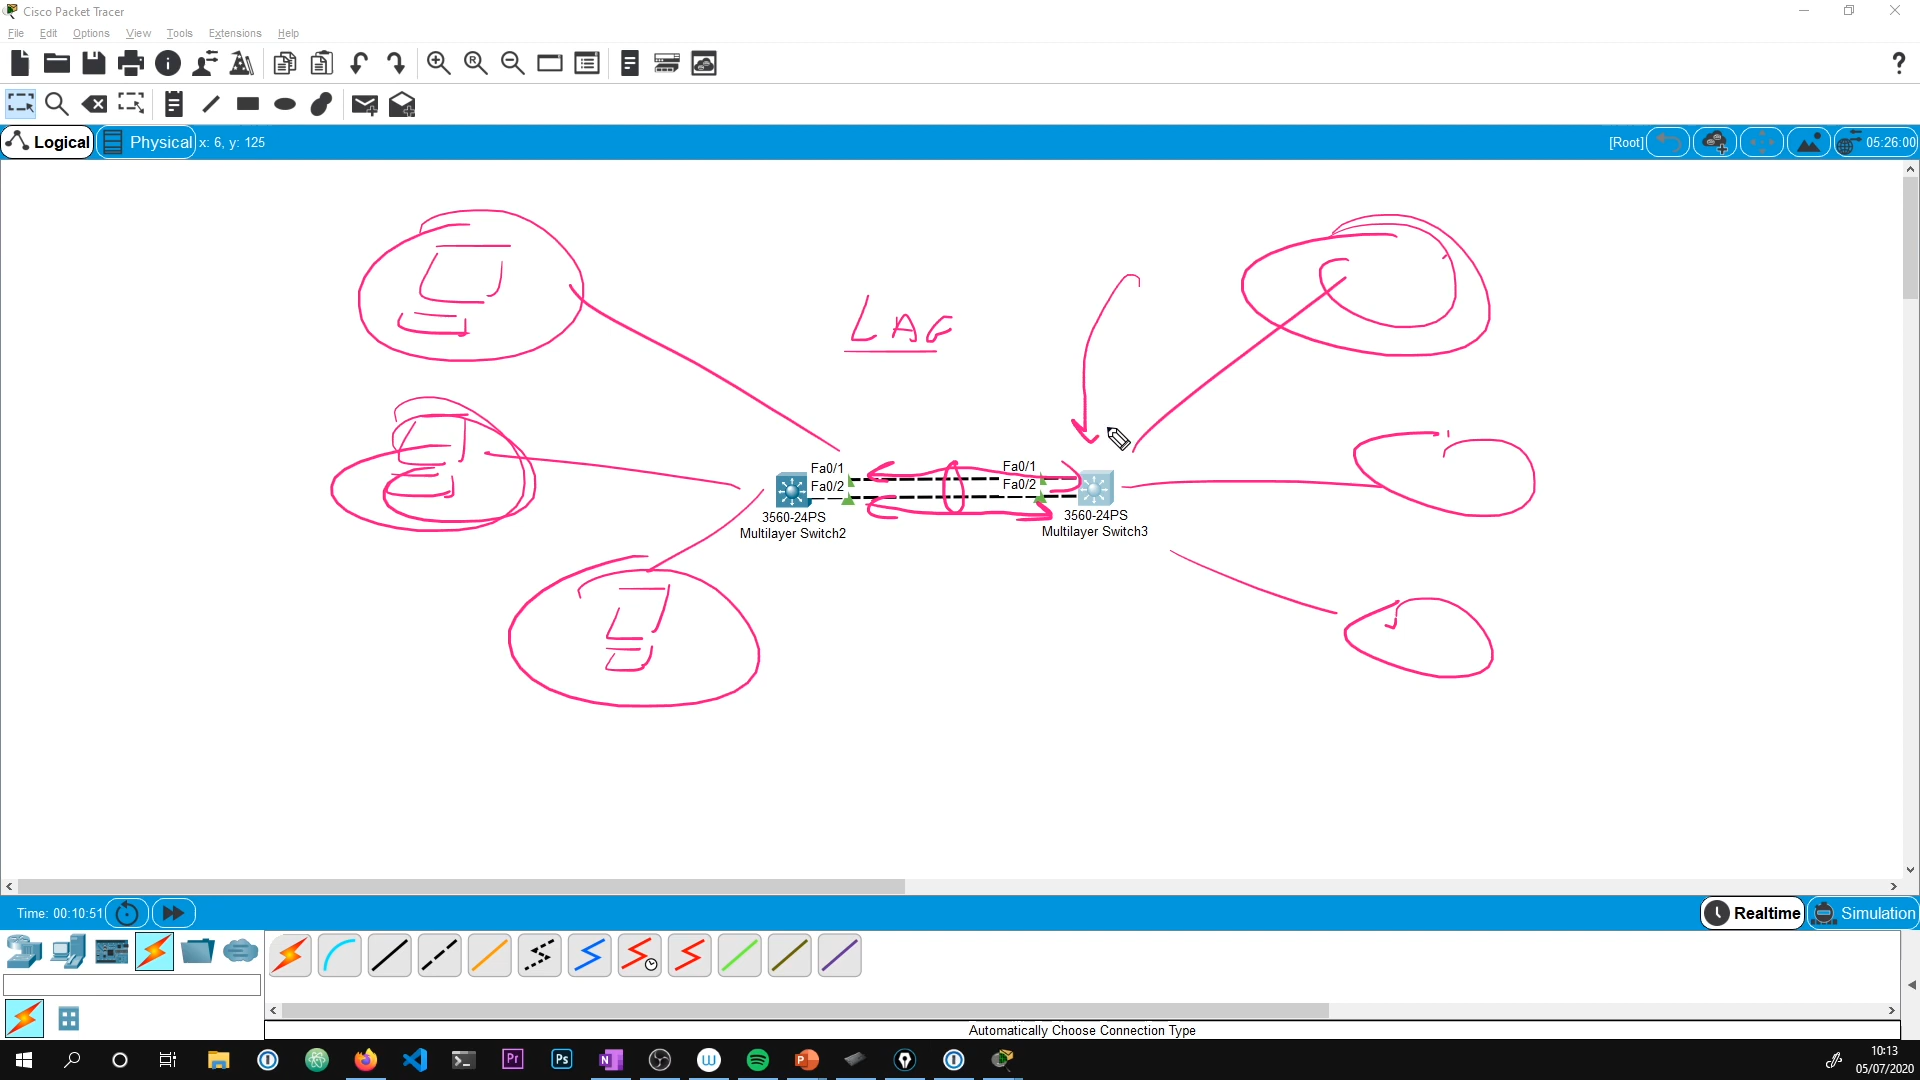 Cisco Packet Tracer
File Edit Options View Tools Extensions Help
Logical Physical x: 6, y: 125 [Root] 05:26:00
LAG
Fa0/1 Fa0/1
Fa0/2 Fa0/2
3560-24PS 3560-24PS
Multilayer Switch2 Multilayer Switch3
Time: 00:10:51 Realtime Simulation
Automatically Choose Connection Type
10:13
05/07/2020